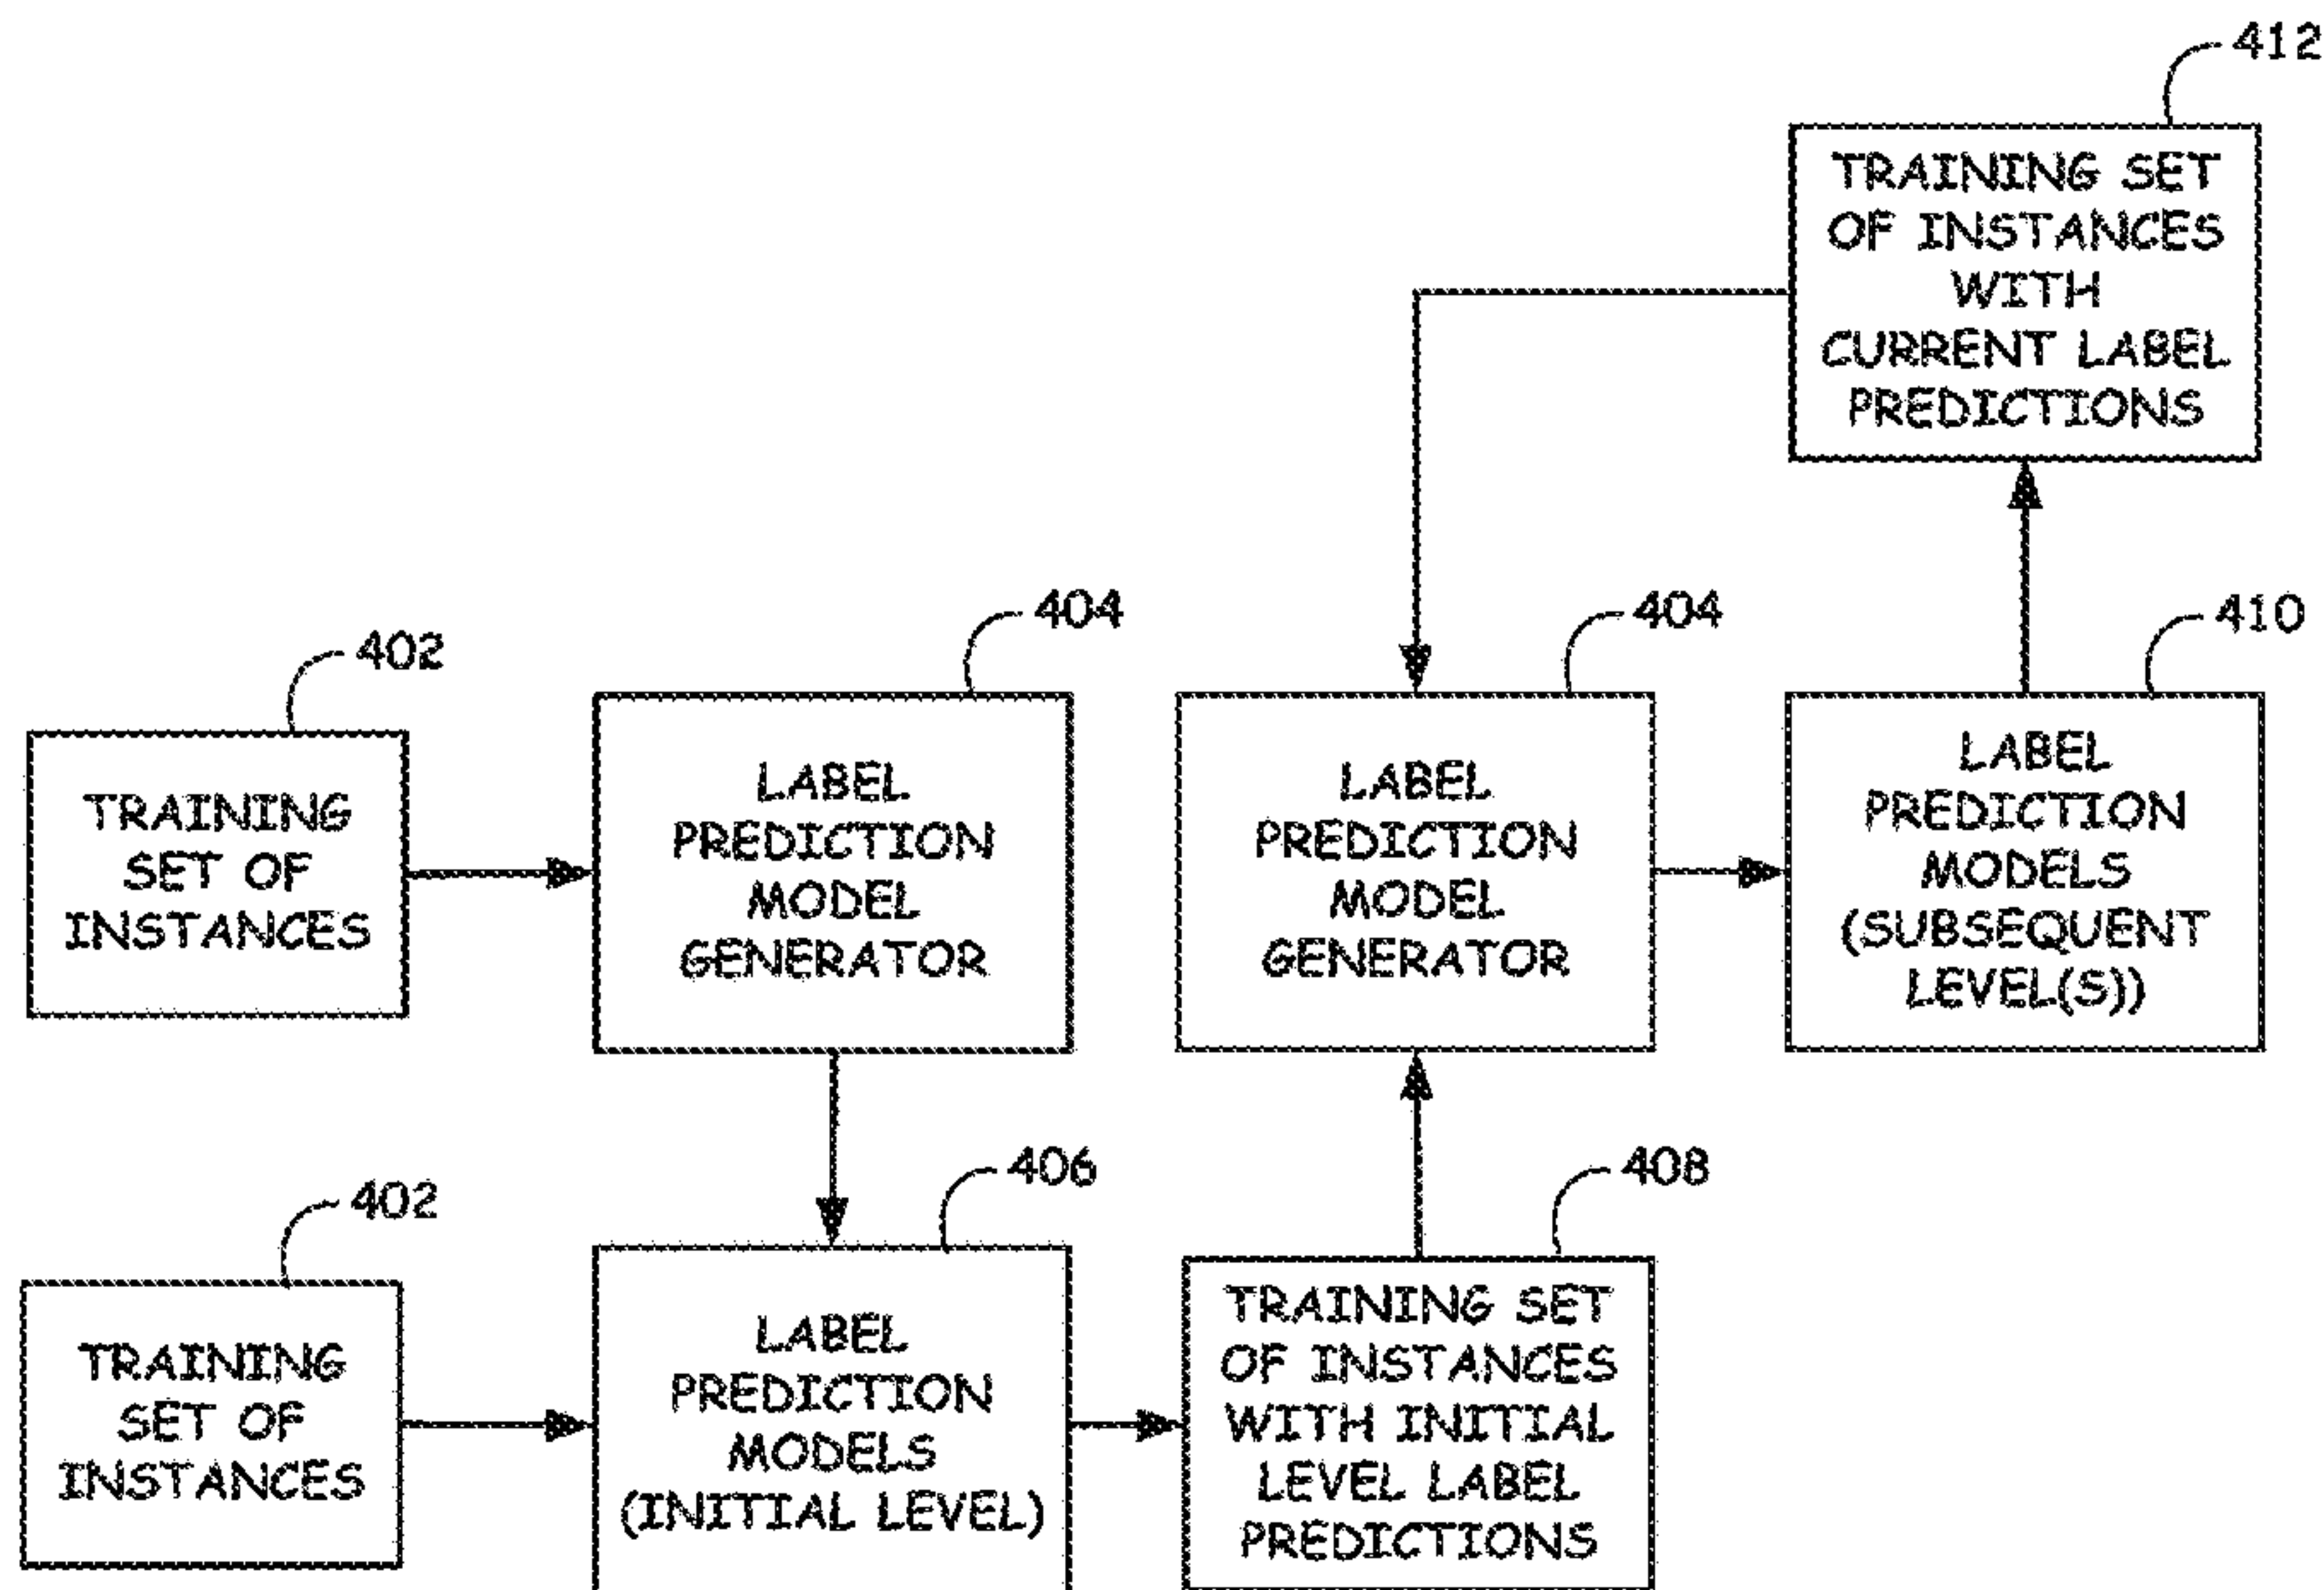 412
TRAINING SET
OF INSTANCES
WITH
CURRENT LABEL
PREDICTIONS
402
TRAINING
SET OF
INSTANCES
404
LABEL
PREDICTION
MODEL
GENERATOR
404
LABEL
PREDICTION
MODEL
GENERATOR
410
LABEL
PREDICTION
MODELS
(SUBSEQUENT
LEVEL(S))
402
TRAINING
SET OF
INSTANCES
406
LABEL
PREDICTION
MODELS
(INITIAL LEVEL)
408
TRAINING SET
OF INSTANCES
WITH INITIAL
LEVEL LABEL
PREDICTIONS